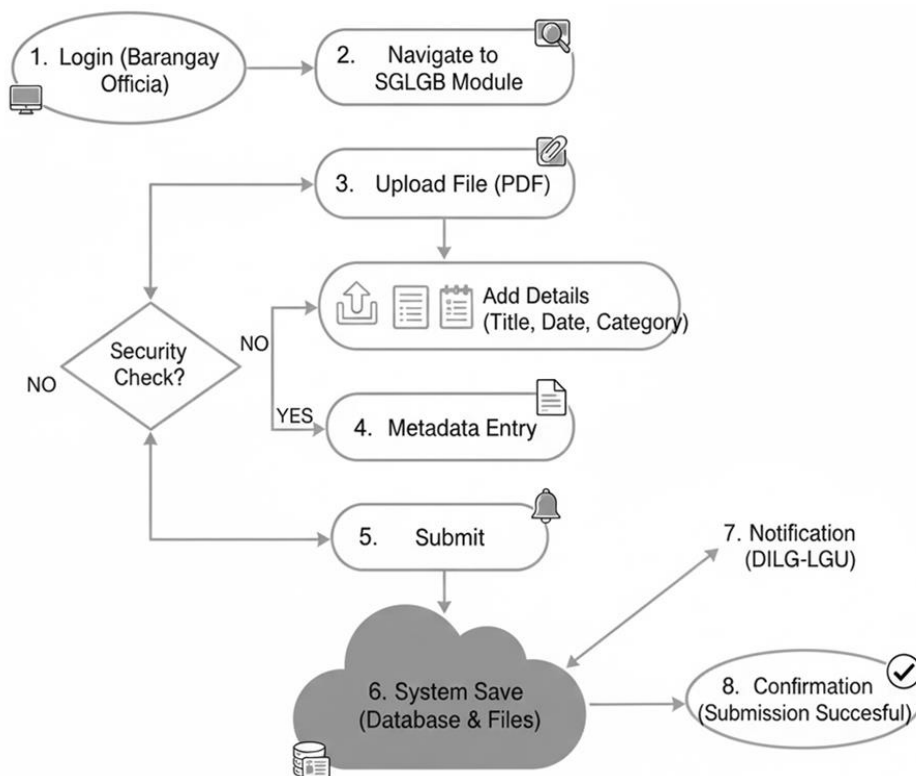 1. Login (Barangay
Officia)
2. Navigate to
SGLGB Module
3. Upload File (PDF)
Add Details
(Title, Date, Category)
Security
Check?
NO
NO
YES
4. Metadata Entry
5. Submit
7. Notification
(DILG-LGU)
6. System Save
(Database & Files)
8. Confirmation
(Submission Succesful)